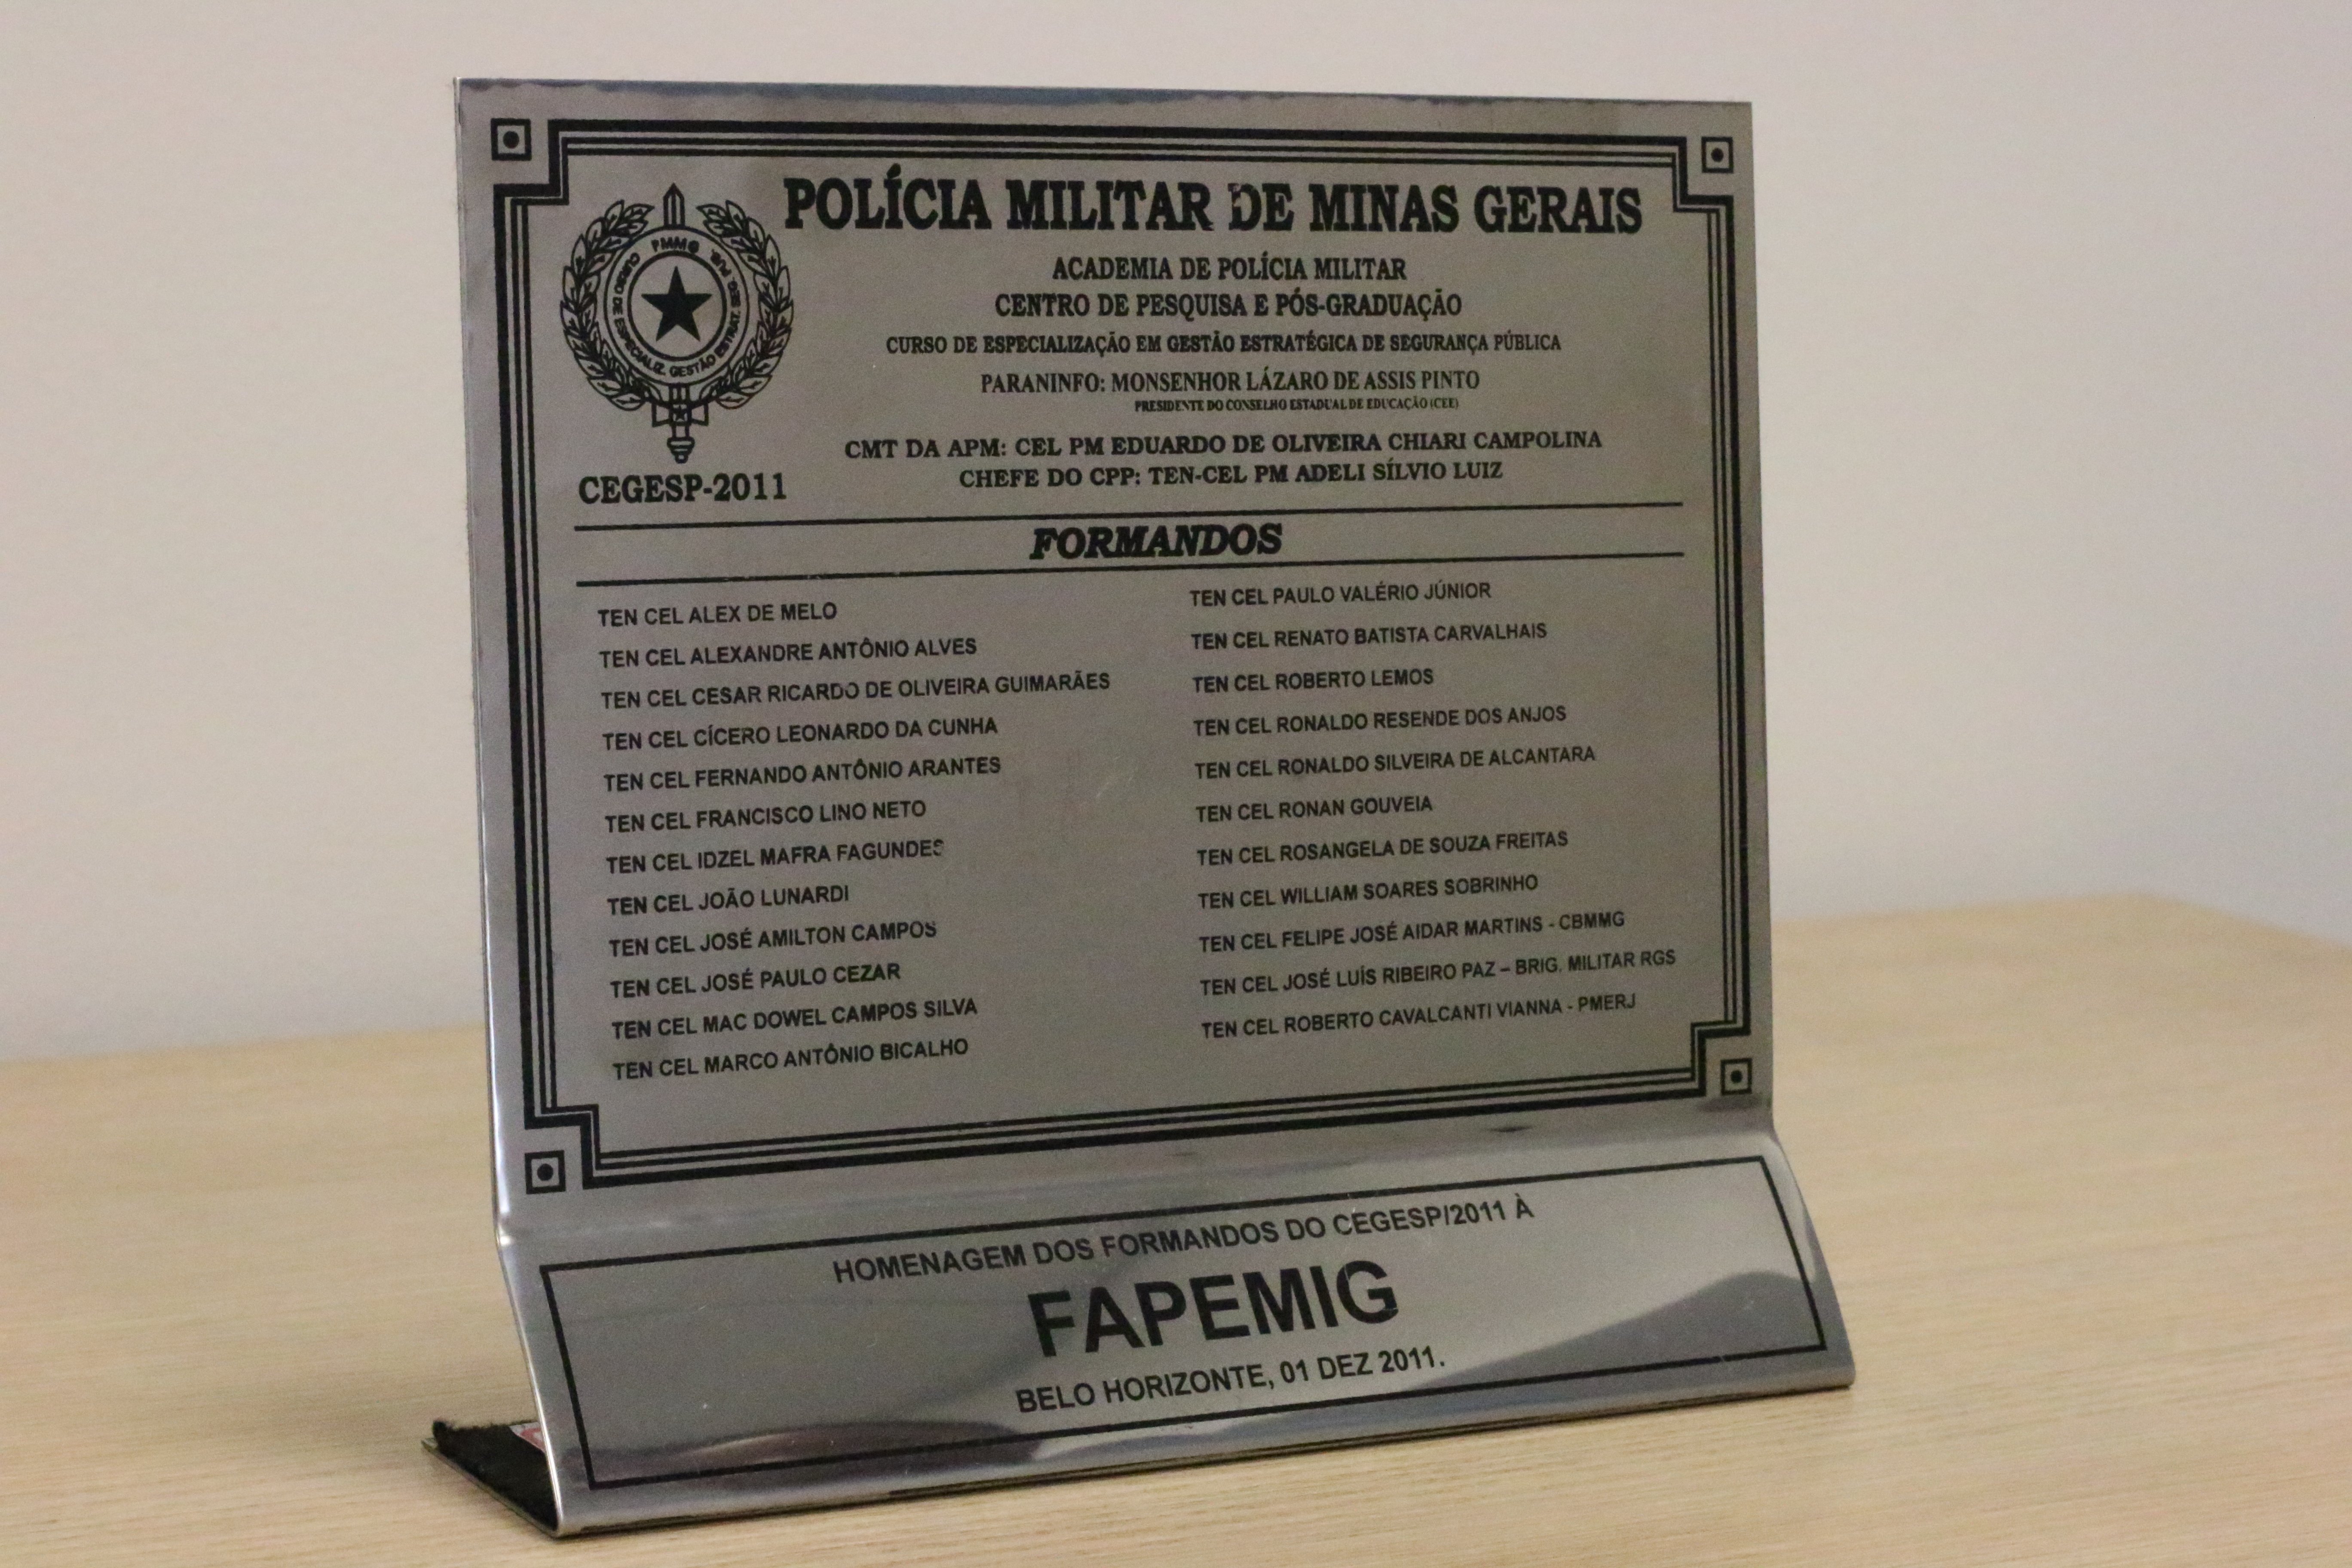 POLÍCIA MILITAR DE MINAS GERAIS
ACADEMIA DE POLÍCIA MILITAR
CENTRO DE PESQUISA E PÓS-GRADUAÇÃO
CURSO DE ESPECIALIZAÇÃO EM GESTÃO ESTRATÉGICA DE SEGURANÇA PÚBLICA
PARANINFO: MONSENHOR LÁZARO DE ASSIS PINTO
PRESIDENTE DO CONSELHO ESTADUAL DE EDUCAÇÃO (CEE)
CMT DA APM: CEL PM EDUARDO DE OLIVEIRA CHIARI CAMPOLINA
CHEFE DO CPP: TEN-CEL PM ADELI SÍLVIO LUIZ
PMMG
CURSO DE ESPECIALIZ. GESTÃO ESTRAT. SEG. PUB.
CEGESP-2011
FORMANDOS
TEN CEL ALEX DE MELO
TEN CEL ALEXANDRE ANTÔNIO ALVES
TEN CEL CESAR RICARDO DE OLIVEIRA GUIMARÃES
TEN CEL CÍCERO LEONARDO DA CUNHA
TEN CEL FERNANDO ANTÔNIO ARANTES
TEN CEL FRANCISCO LINO NETO
TEN CEL IDZEL MAFRA FAGUNDES
TEN CEL JOÃO LUNARDI
TEN CEL JOSÉ AMILTON CAMPOS
TEN CEL JOSÉ PAULO CEZAR
TEN CEL MAC DOWEL CAMPOS SILVA
TEN CEL MARCO ANTÔNIO BICALHO
TEN CEL PAULO VALÉRIO JÚNIOR
TEN CEL RENATO BATISTA CARVALHAIS
TEN CEL ROBERTO LEMOS
TEN CEL RONALDO RESENDE DOS ANJOS
TEN CEL RONALDO SILVEIRA DE ALCANTARA
TEN CEL RONAN GOUVEIA
TEN CEL ROSANGELA DE SOUZA FREITAS
TEN CEL WILLIAM SOARES SOBRINHO
TEN CEL FELIPE JOSÉ AIDAR MARTINS - CBMMG
TEN CEL JOSÉ LUÍS RIBEIRO PAZ – BRIG. MILITAR RGS
TEN CEL ROBERTO CAVALCANTI VIANNA - PMERJ
HOMENAGEM DOS FORMANDOS DO CEGESP/2011 À
FAPEMIG
BELO HORIZONTE, 01 DEZ 2011.